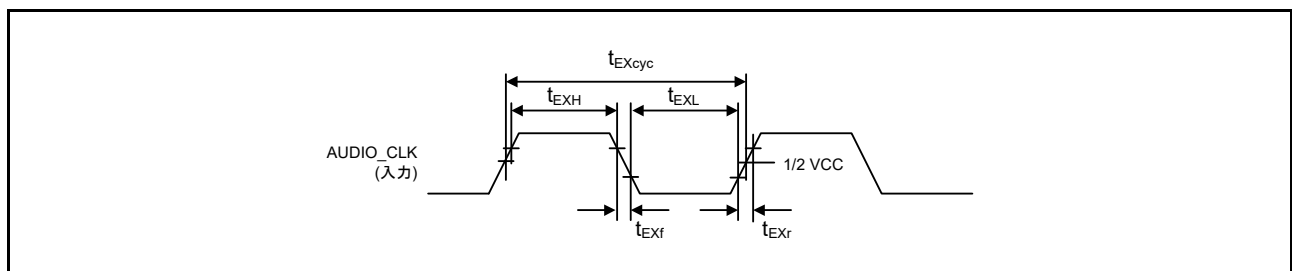 tEXcyc
tEXH
tEXL
AUDIO_CLK
(入力)
1/2 VCC
tEXf
tEXr